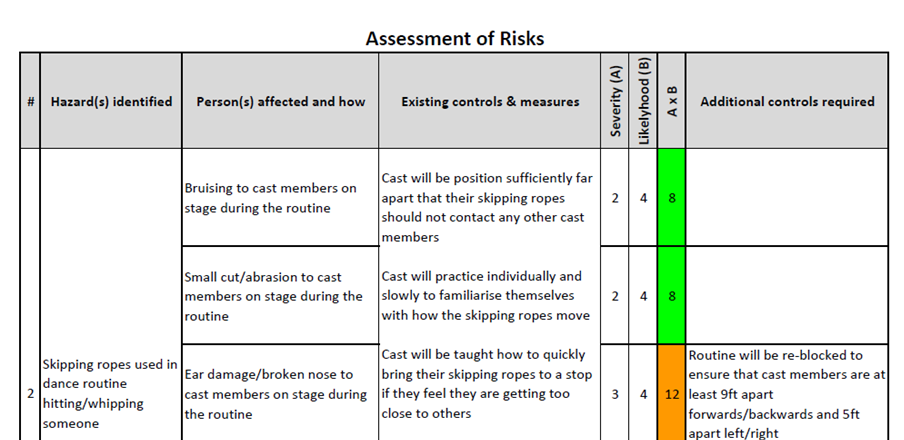 Assessment of Risks
# Hazard(s) identified Person(s) affected and how Existing controls & measures Severity (A) Likelyhood (B) A x B Additional controls required
Bruising to cast members on
stage during the routine
Cast will be position sufficiently far
apart that their skipping ropes
should not contact any other cast
members
2 4 8
Small cut/abrasion to cast
members on stage during the
routine
Cast will practice individually and
slowly to familiarise themselves
with how the skipping ropes move
2 4 8
2
Skipping ropes used in
dance routine
hitting/whipping
someone
Ear damage/broken nose to
cast members on stage during
the routine
Cast will be taught how to quickly
bring their skipping ropes to a stop
if they feel they are getting too
close to others
3 4 12
Routine will be re-blocked to
ensure that cast members are at
least 9ft apart
forwards/backwards and 5ft
apart left/right